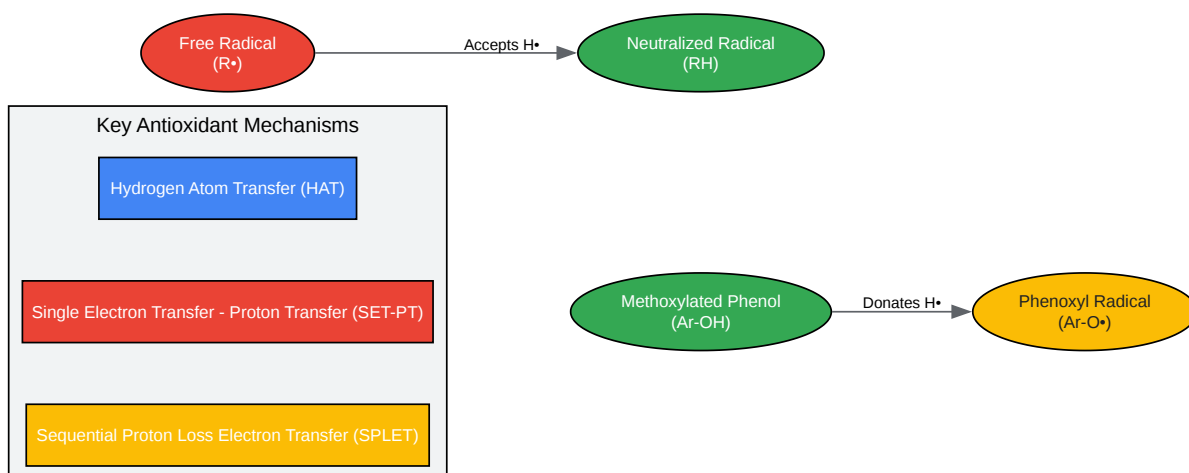 Free Radical
(R•)
Accepts H•
Neutralized Radical
(RH)
Key Antioxidant Mechanisms
Hydrogen Atom Transfer (HAT)
Single Electron Transfer - Proton Transfer (SET-PT)
Sequential Proton Loss Electron Transfer (SPLET)
Methoxylated Phenol
(Ar-OH)
Donates H•
Phenoxyl Radical
(Ar-O•)